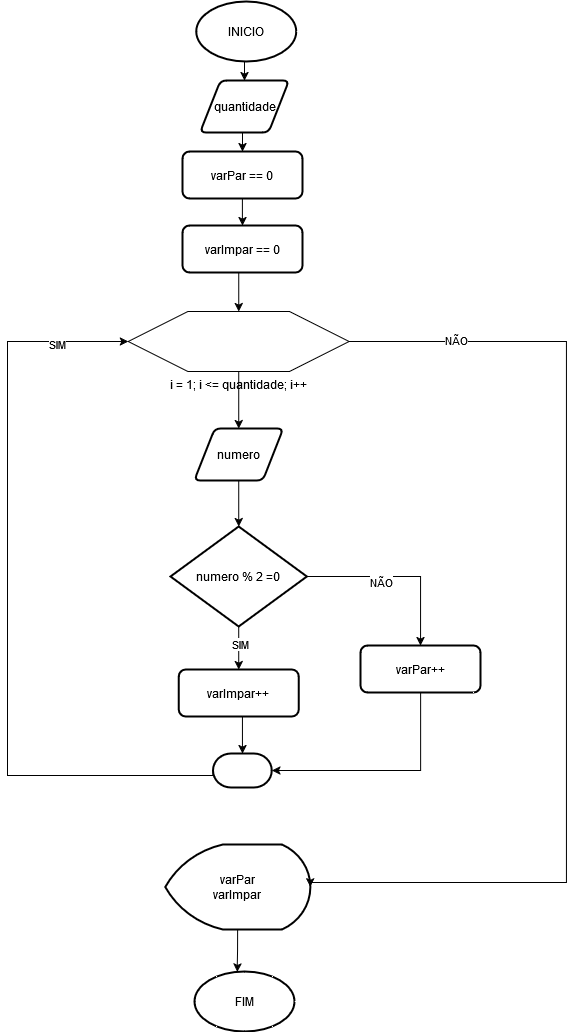 INICIO
quantidade
varPar == 0
varImpar == 0
SIM
NÃO
i = 1; i <= quantidade; i++
numero
numero % 2 =0
NÃO
SIM
varPar++
varImpar++
varPar
varImpar
FIM